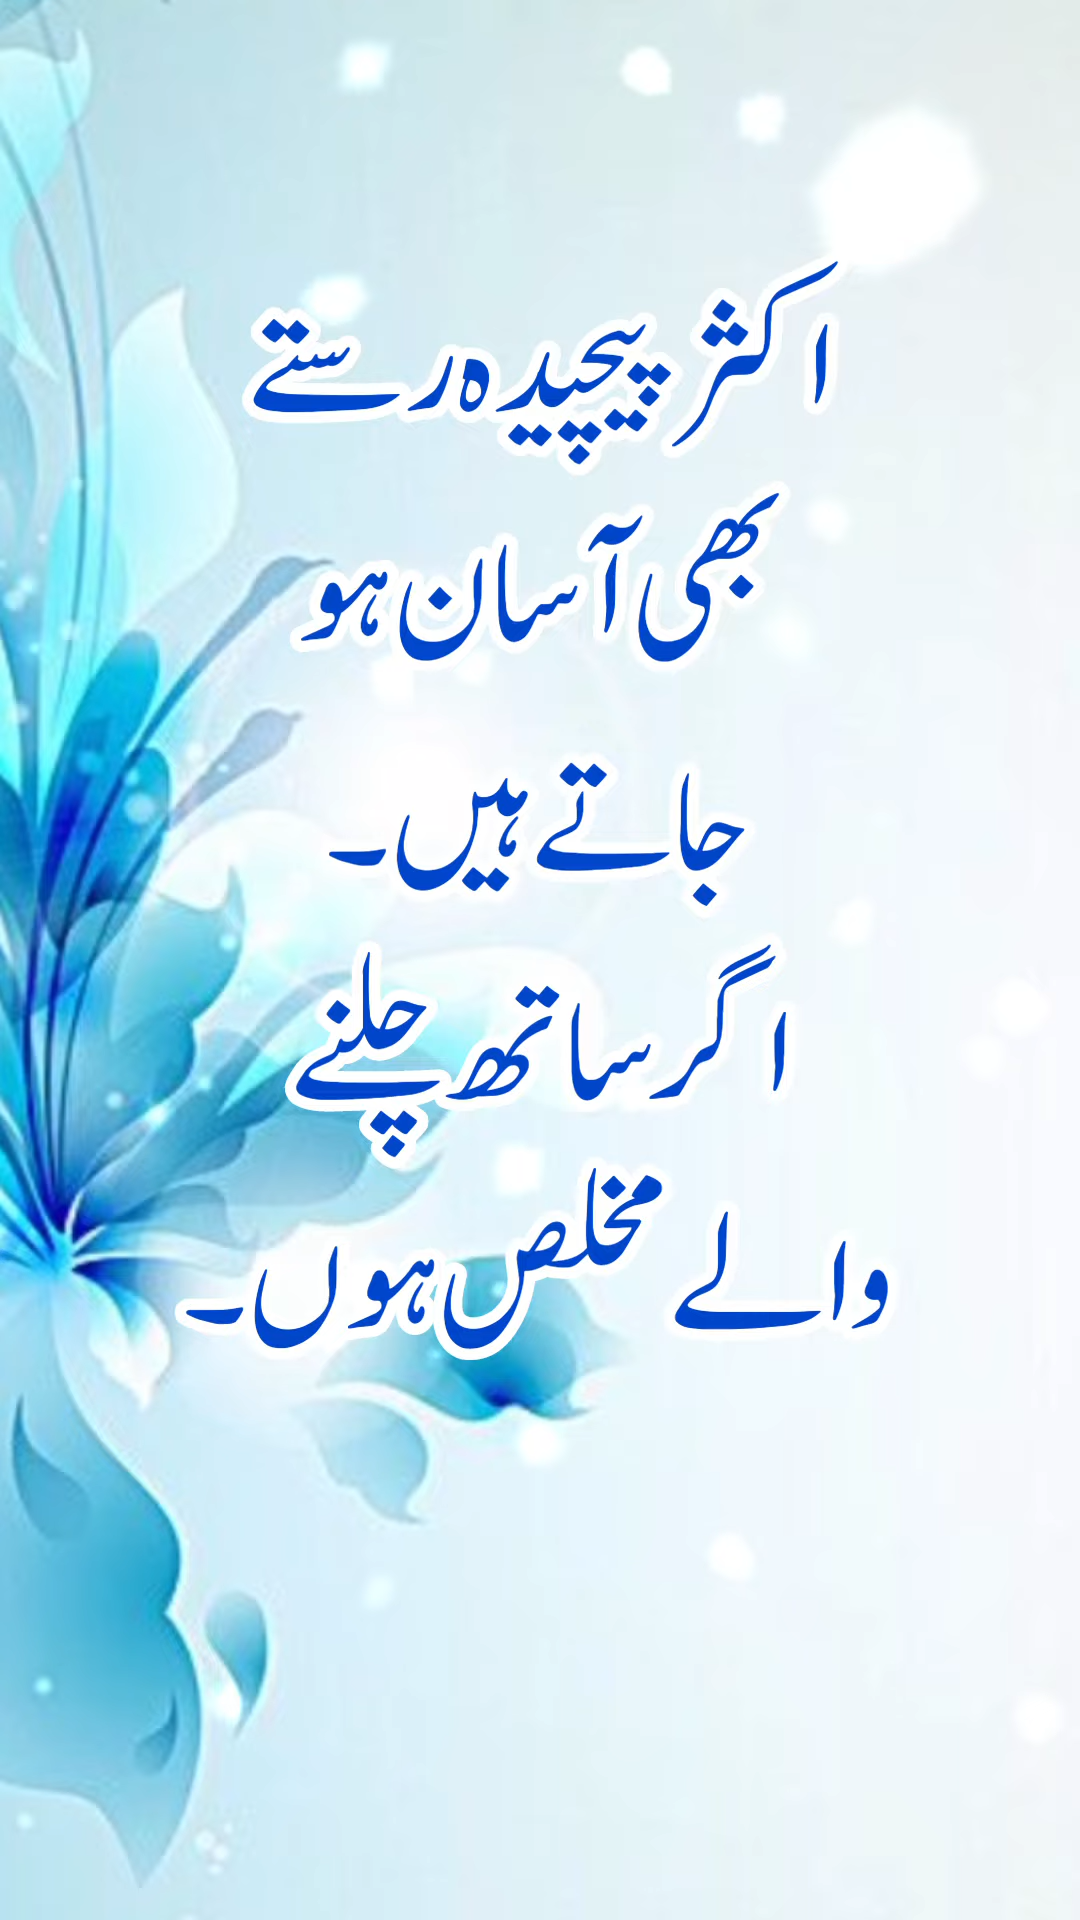 اکثر پیچیدہ رستے
بھی آسان ہو
جاتے ہیں۔
اگر ساتھ چلنے
والے مخلص ہوں۔